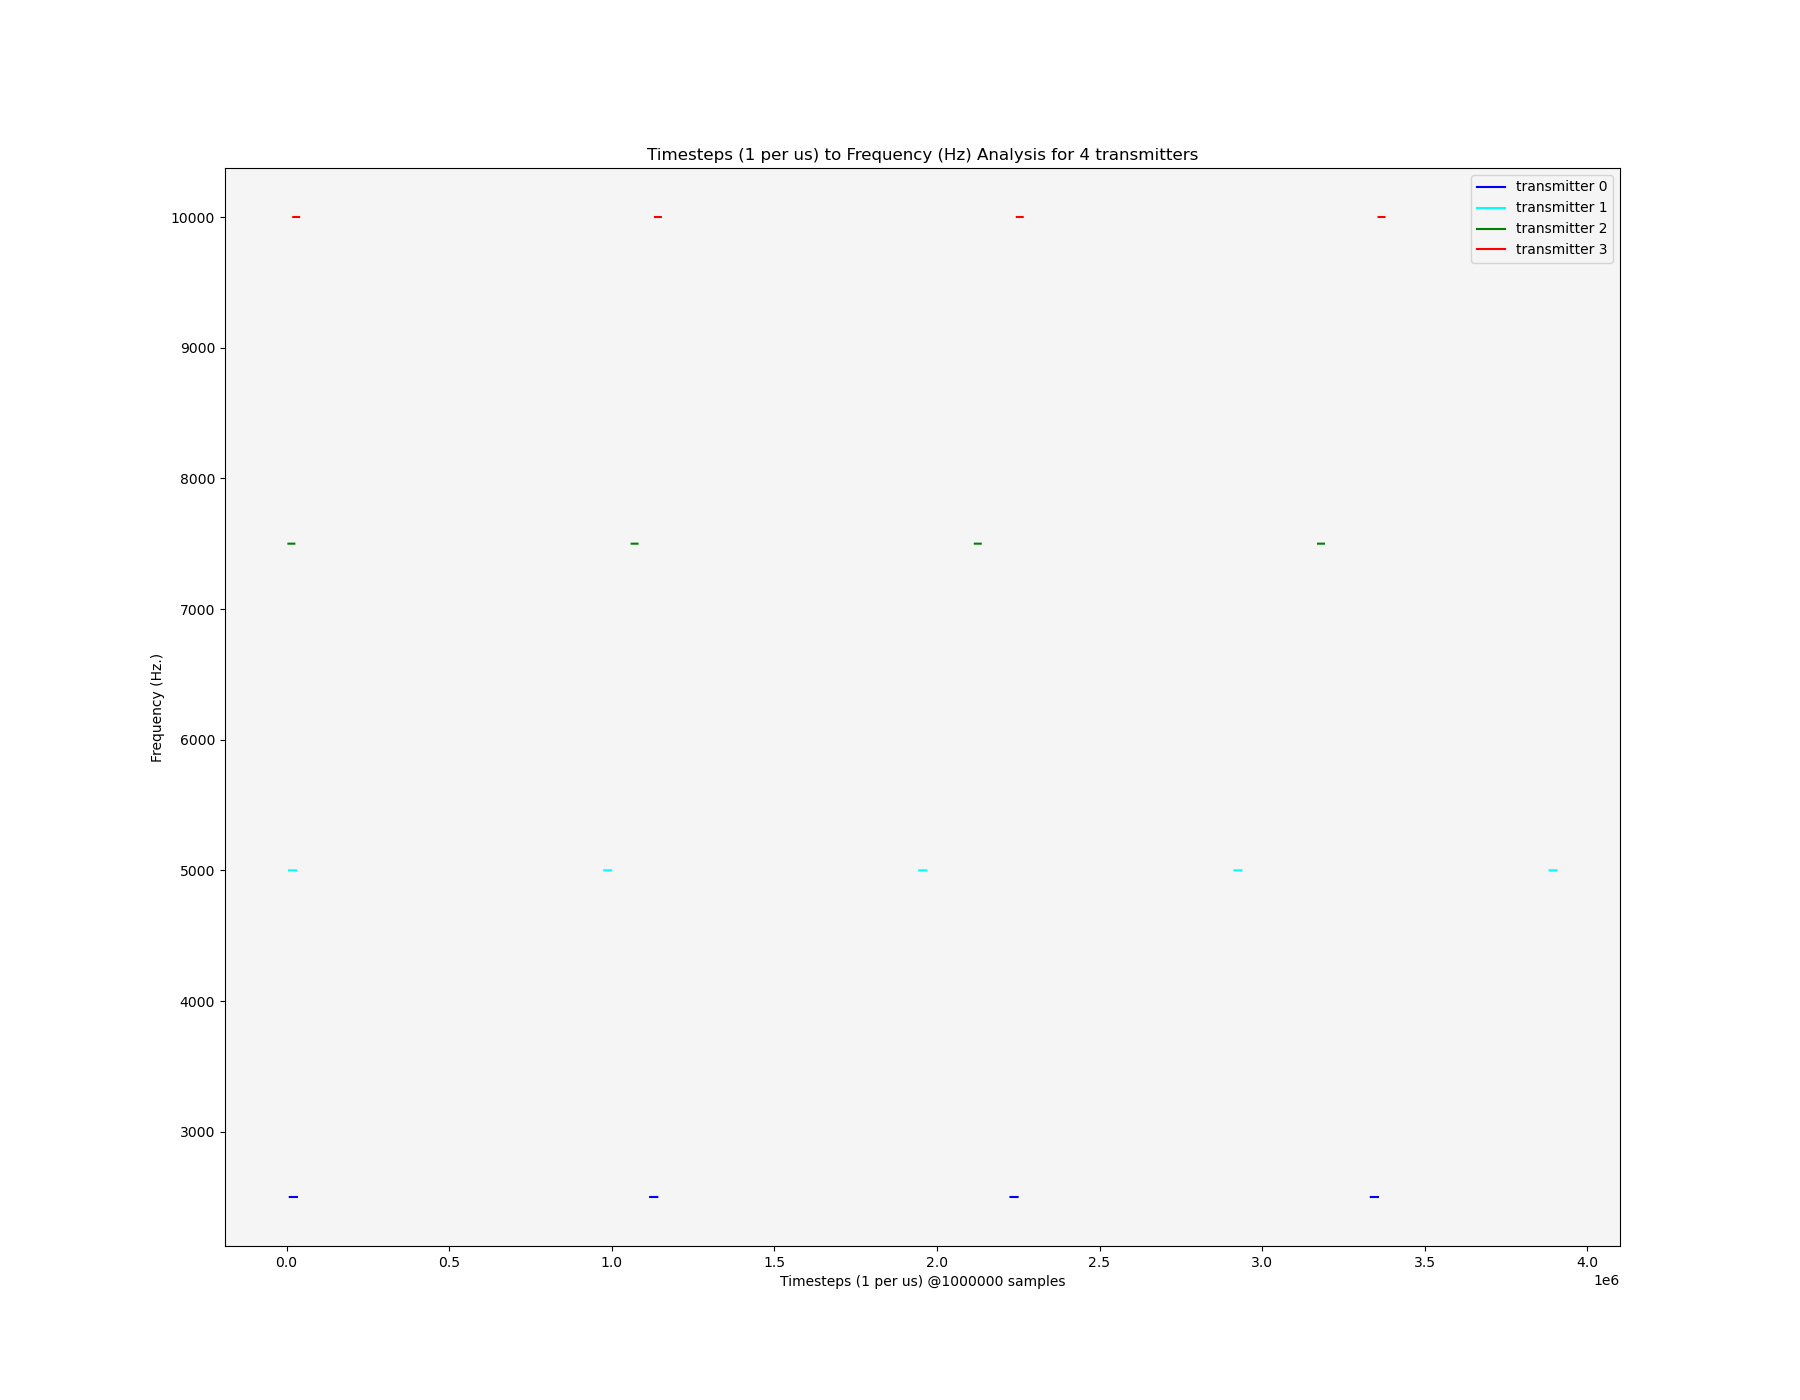 Timesteps (1 per us) to Frequency (Hz) Analysis for 4 transmitters
transmitter 0
transmitter 1
transmitter 2
transmitter 3
10000
9000
8000
7000
6000
5000
4000
3000
Frequency (Hz.)
0.0 0.5 1.0 1.5 2.0 2.5 3.0 3.5 4.0
Timesteps (1 per us) @1000000 samples
1e6